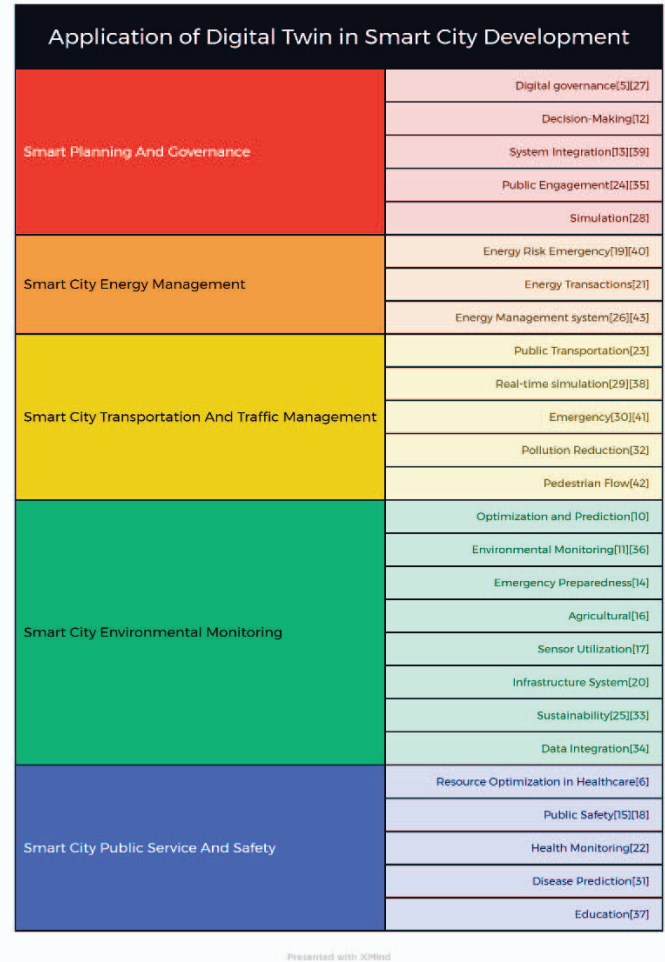 Application of Digital Twin in Smart City Development
Smart Planning And Governance
Digital governance[5][27]
Decision-Making[12]
System Integration[13][39]
Public Engagement[24][35]
Simulation[28]
Smart City Energy Management
Energy Risk Emergency[19][40]
Energy Transactions[21]
Energy Management system[26][43]
Smart City Transportation And Traffic Management
Public Transportation[23]
Real-time simulation[29][38]
Emergency[30][41]
Pollution Reduction[32]
Pedestrian Flow[42]
Smart City Environmental Monitoring
Optimization and Prediction[10]
Environmental Monitoring[11][36]
Emergency Preparedness[14]
Agricultural[16]
Sensor Utilization[17]
Infrastructure System[20]
Sustainability[25][33]
Data Integration[34]
Smart City Public Service And Safety
Resource Optimization in Healthcare[6]
Public Safety[15][18]
Health Monitoring[22]
Disease Prediction[31]
Education[37]
Presented with XMind